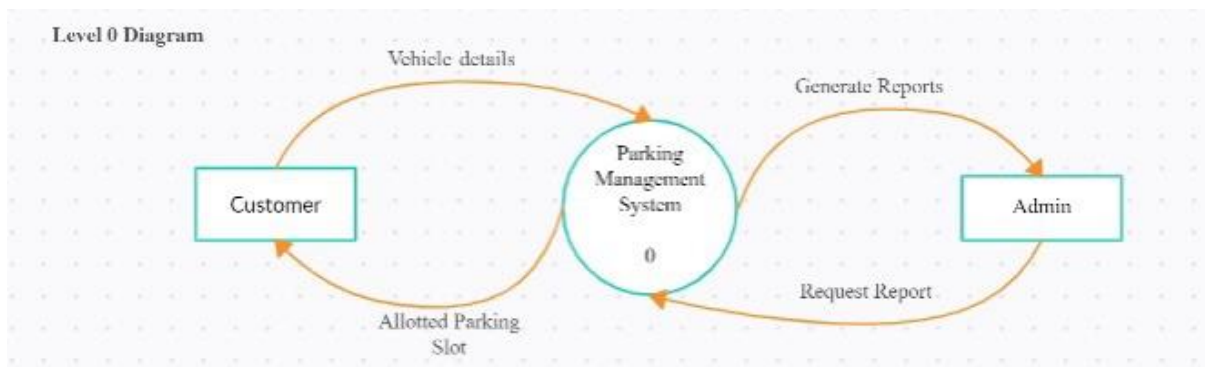 Level 0 Diagram
Vehicle details
Generate Reports
Parking
Management
System
0
Customer
Admin
Request Report
Allotted Parking
Slot